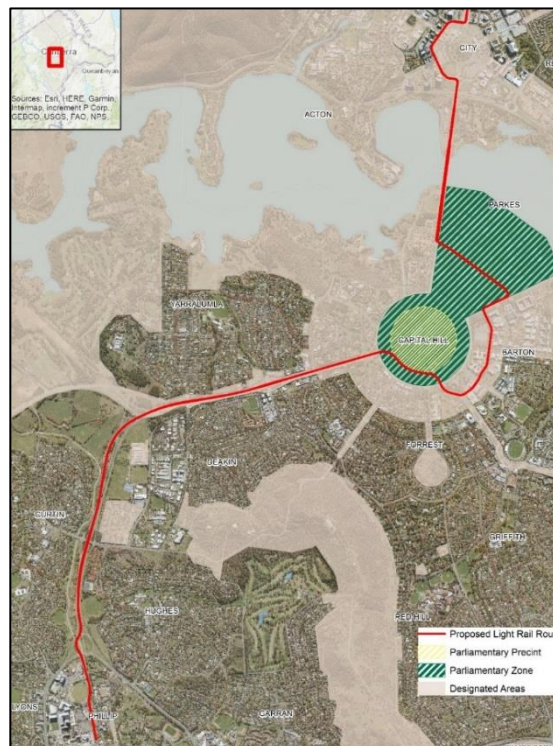 Canberra
Queanbeyan
Sources: Esri, HERE, Garmin,
Intermap, increment P Corp.,
GEBCO, USGS, FAO, NPS,
CITY
ACTON
PARKES
YARRALUMLA
CAPITAL HILL
BARTON
FORREST
DEAKIN
CURTIN
GRIFFITH
HUGHES
RED HILL
LYONS
PHILLIP
GARRAN
Proposed Light Rail Rou
Parliamentary Precint
Parliamentary Zone
Designated Areas